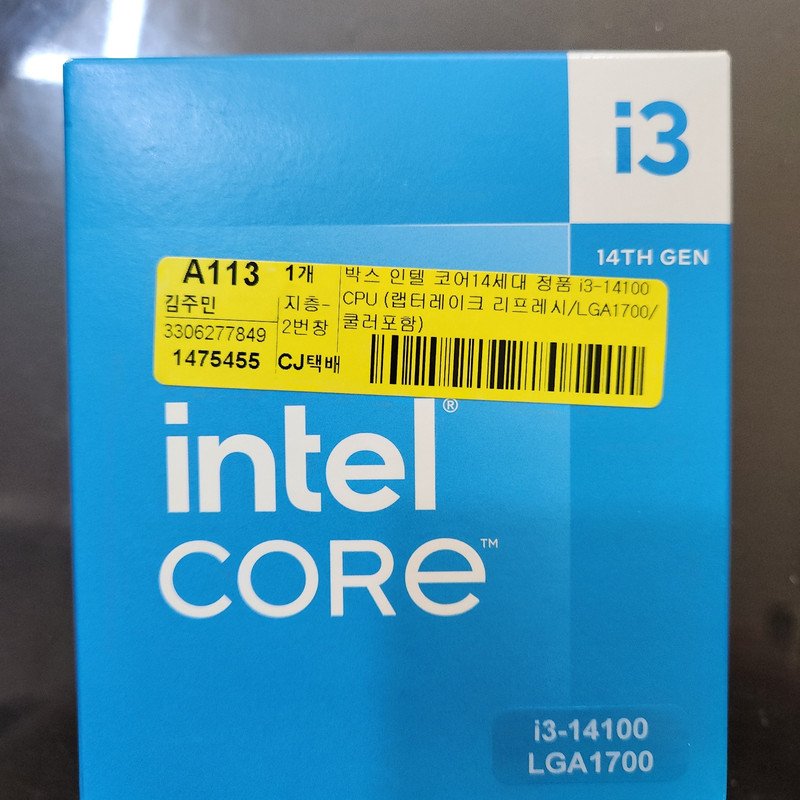 i3
14TH GEN
A113 1개
김주민 지층-
3306277849 2번창
1475455 CJ택배
박스 인텔 코어14세대 정품 i3-14100
CPU (랩터레이크 리프레시/LGA1700/
쿨러포함)
intel®
CORE™
i3-14100
LGA1700